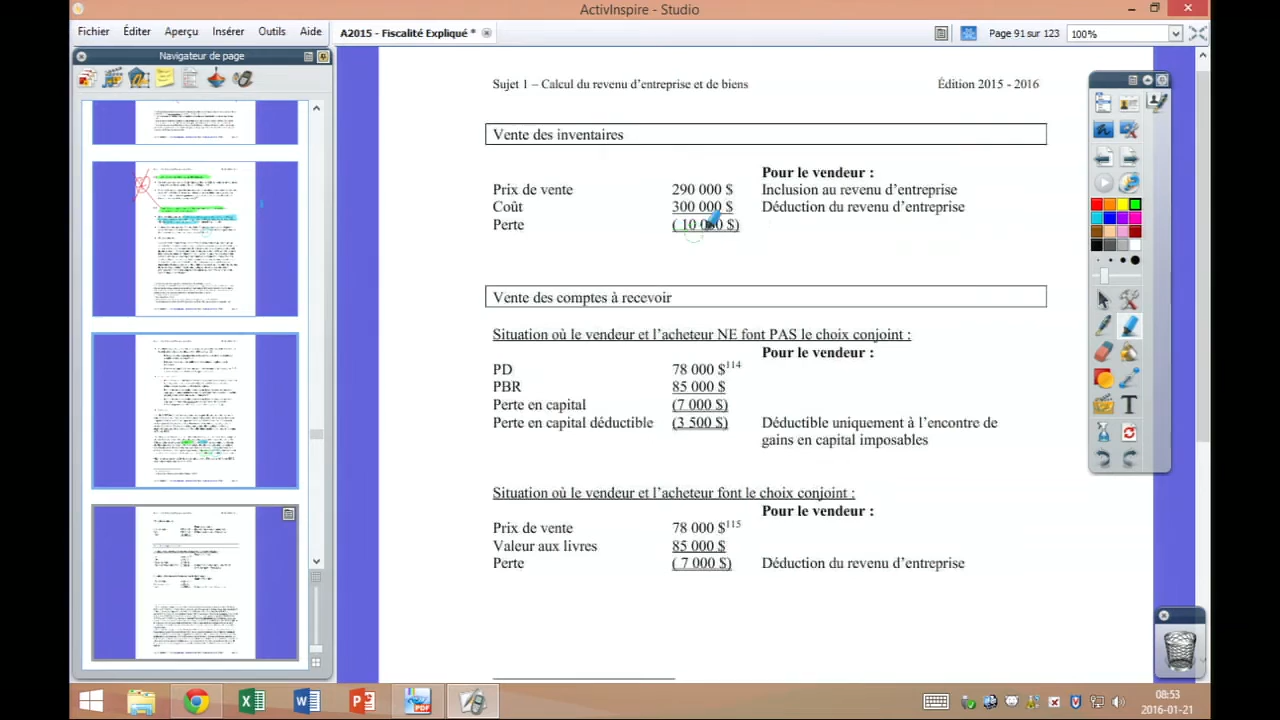 ActivInspire - Studio
Fichier Éditer Aperçu Insérer Outils Aide
A2015 - Fiscalité Expliqué *
Page 91 sur 123
100%
Navigateur de page
Sujet 1 – Calcul du revenu d’entreprise et de biens Édition 2015 - 2016
Vente des inventaires
Pour le vendeur :
Prix de vente 290 000 $ Inclusion au revenu d’entreprise
Coût 300 000 $ Déduction du revenu d’entreprise
Perte ( 10 000 $)
Vente des comptes à recevoir
Situation où le vendeur et l’acheteur NE font PAS le choix conjoint :
Pour le vendeur :
PD 78 000 $114
PBR 85 000 $
Perte en capital (7 000 $)
Perte en capital déductible (3 500 $) Déductible uniquement à l’encontre de
gains en capital imposables
Situation où le vendeur et l’acheteur font le choix conjoint :
Pour le vendeur :
Prix de vente 78 000 $115
Valeur aux livres 85 000 $
Perte ( 7 000 $) Déduction du revenu d’entreprise
08:53
2016-01-21